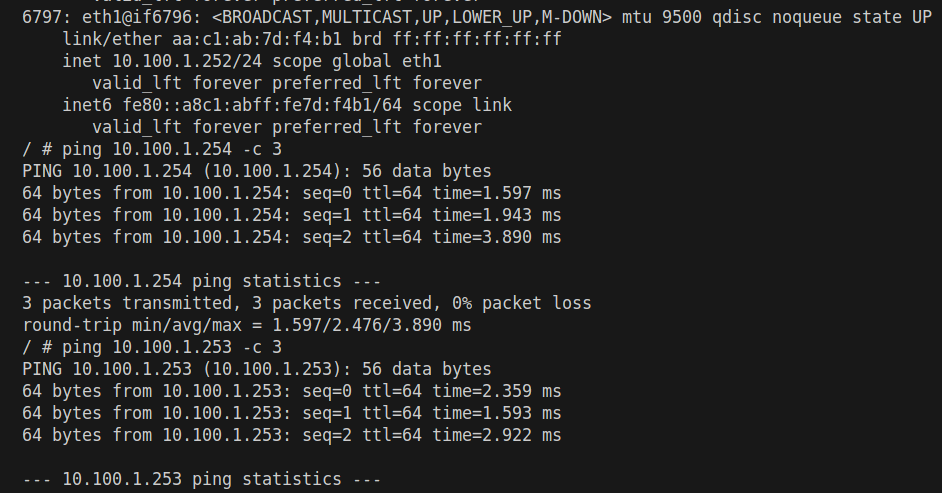 6797: eth1@if6796: <BROADCAST,MULTICAST,UP,LOWER_UP,M-DOWN> mtu 9500 qdisc noqueue state UP
    link/ether aa:c1:ab:7d:f4:b1 brd ff:ff:ff:ff:ff:ff
    inet 10.100.1.252/24 scope global eth1
       valid_lft forever preferred_lft forever
    inet6 fe80::a8c1:abff:fe7d:f4b1/64 scope link
       valid_lft forever preferred_lft forever
/ # ping 10.100.1.254 -c 3
PING 10.100.1.254 (10.100.1.254): 56 data bytes
64 bytes from 10.100.1.254: seq=0 ttl=64 time=1.597 ms
64 bytes from 10.100.1.254: seq=1 ttl=64 time=1.943 ms
64 bytes from 10.100.1.254: seq=2 ttl=64 time=3.890 ms

--- 10.100.1.254 ping statistics ---
3 packets transmitted, 3 packets received, 0% packet loss
round-trip min/avg/max = 1.597/2.476/3.890 ms
/ # ping 10.100.1.253 -c 3
PING 10.100.1.253 (10.100.1.253): 56 data bytes
64 bytes from 10.100.1.253: seq=0 ttl=64 time=2.359 ms
64 bytes from 10.100.1.253: seq=1 ttl=64 time=1.593 ms
64 bytes from 10.100.1.253: seq=2 ttl=64 time=2.922 ms

--- 10.100.1.253 ping statistics ---